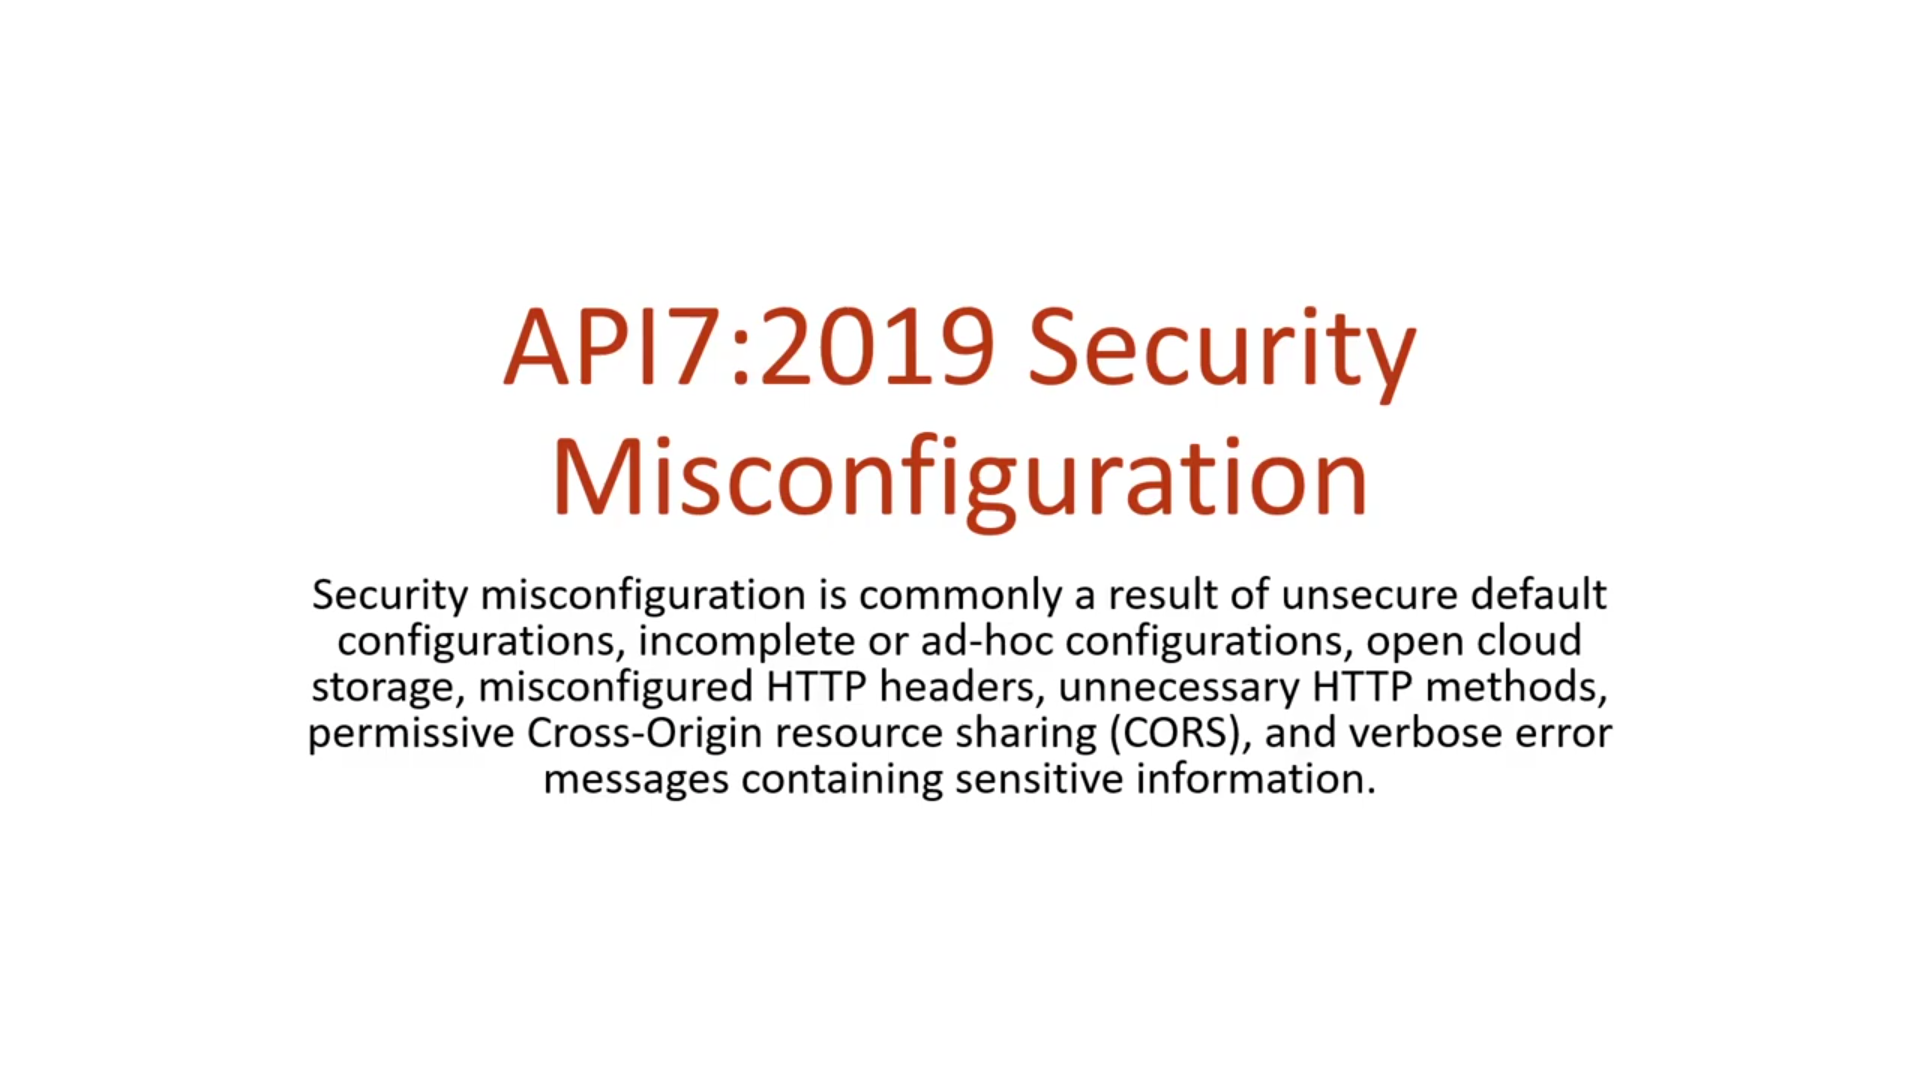 API7:2019 Security
Misconfiguration
Security misconfiguration is commonly a result of unsecure default
configurations, incomplete or ad-hoc configurations, open cloud
storage, misconfigured HTTP headers, unnecessary HTTP methods,
permissive Cross-Origin resource sharing (CORS), and verbose error
messages containing sensitive information.